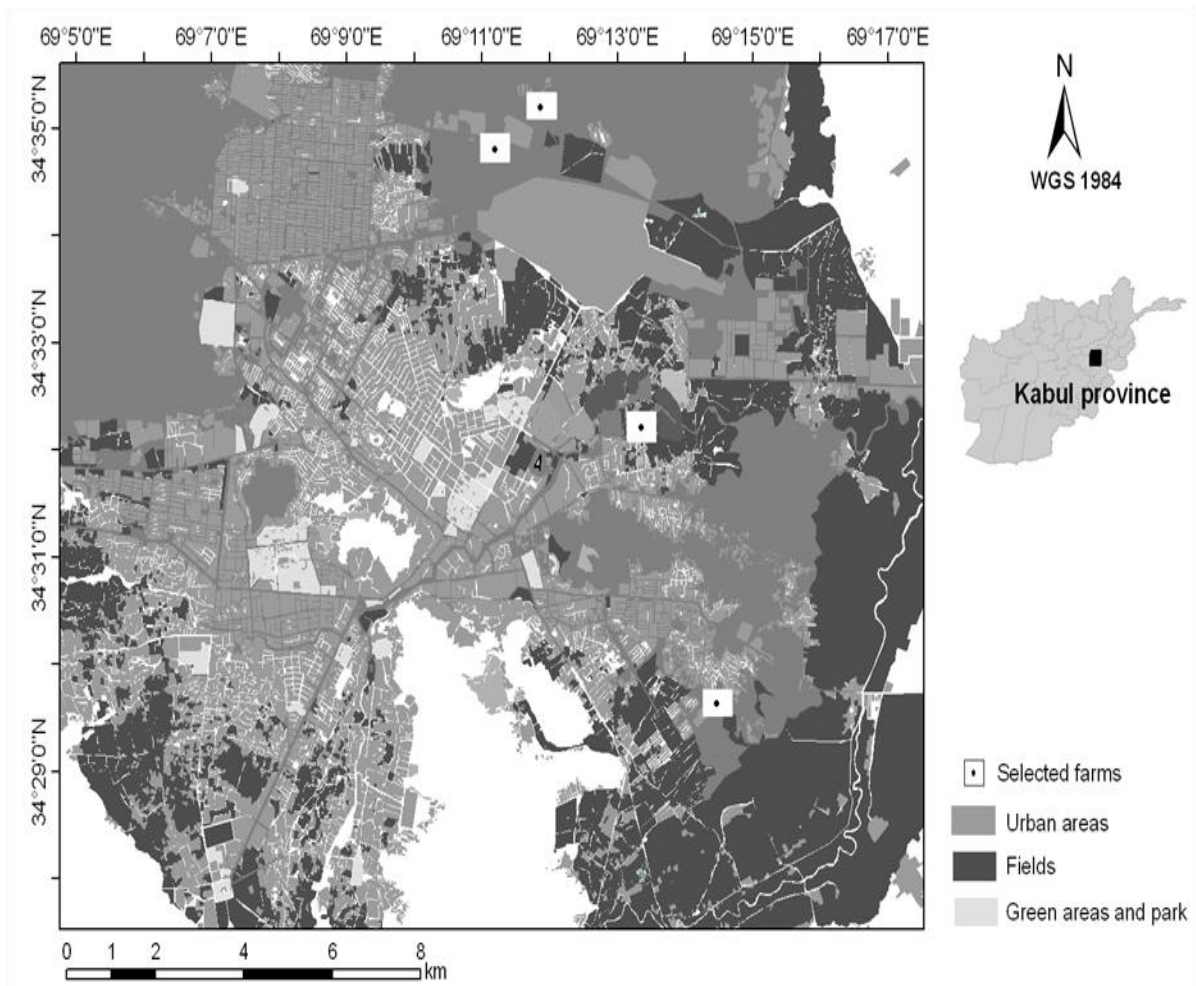 69°5'0"E 69°7'0"E 69°9'0"E 69°11'0"E 69°13'0"E 69°15'0"E 69°17'0"E
34°35'0"N
34°33'0"N
34°31'0"N
34°29'0"N
4
N
WGS 1984
Kabul province
Selected farms
Urban areas
Fields
Green areas and park
0 1 2 4 6 8
km